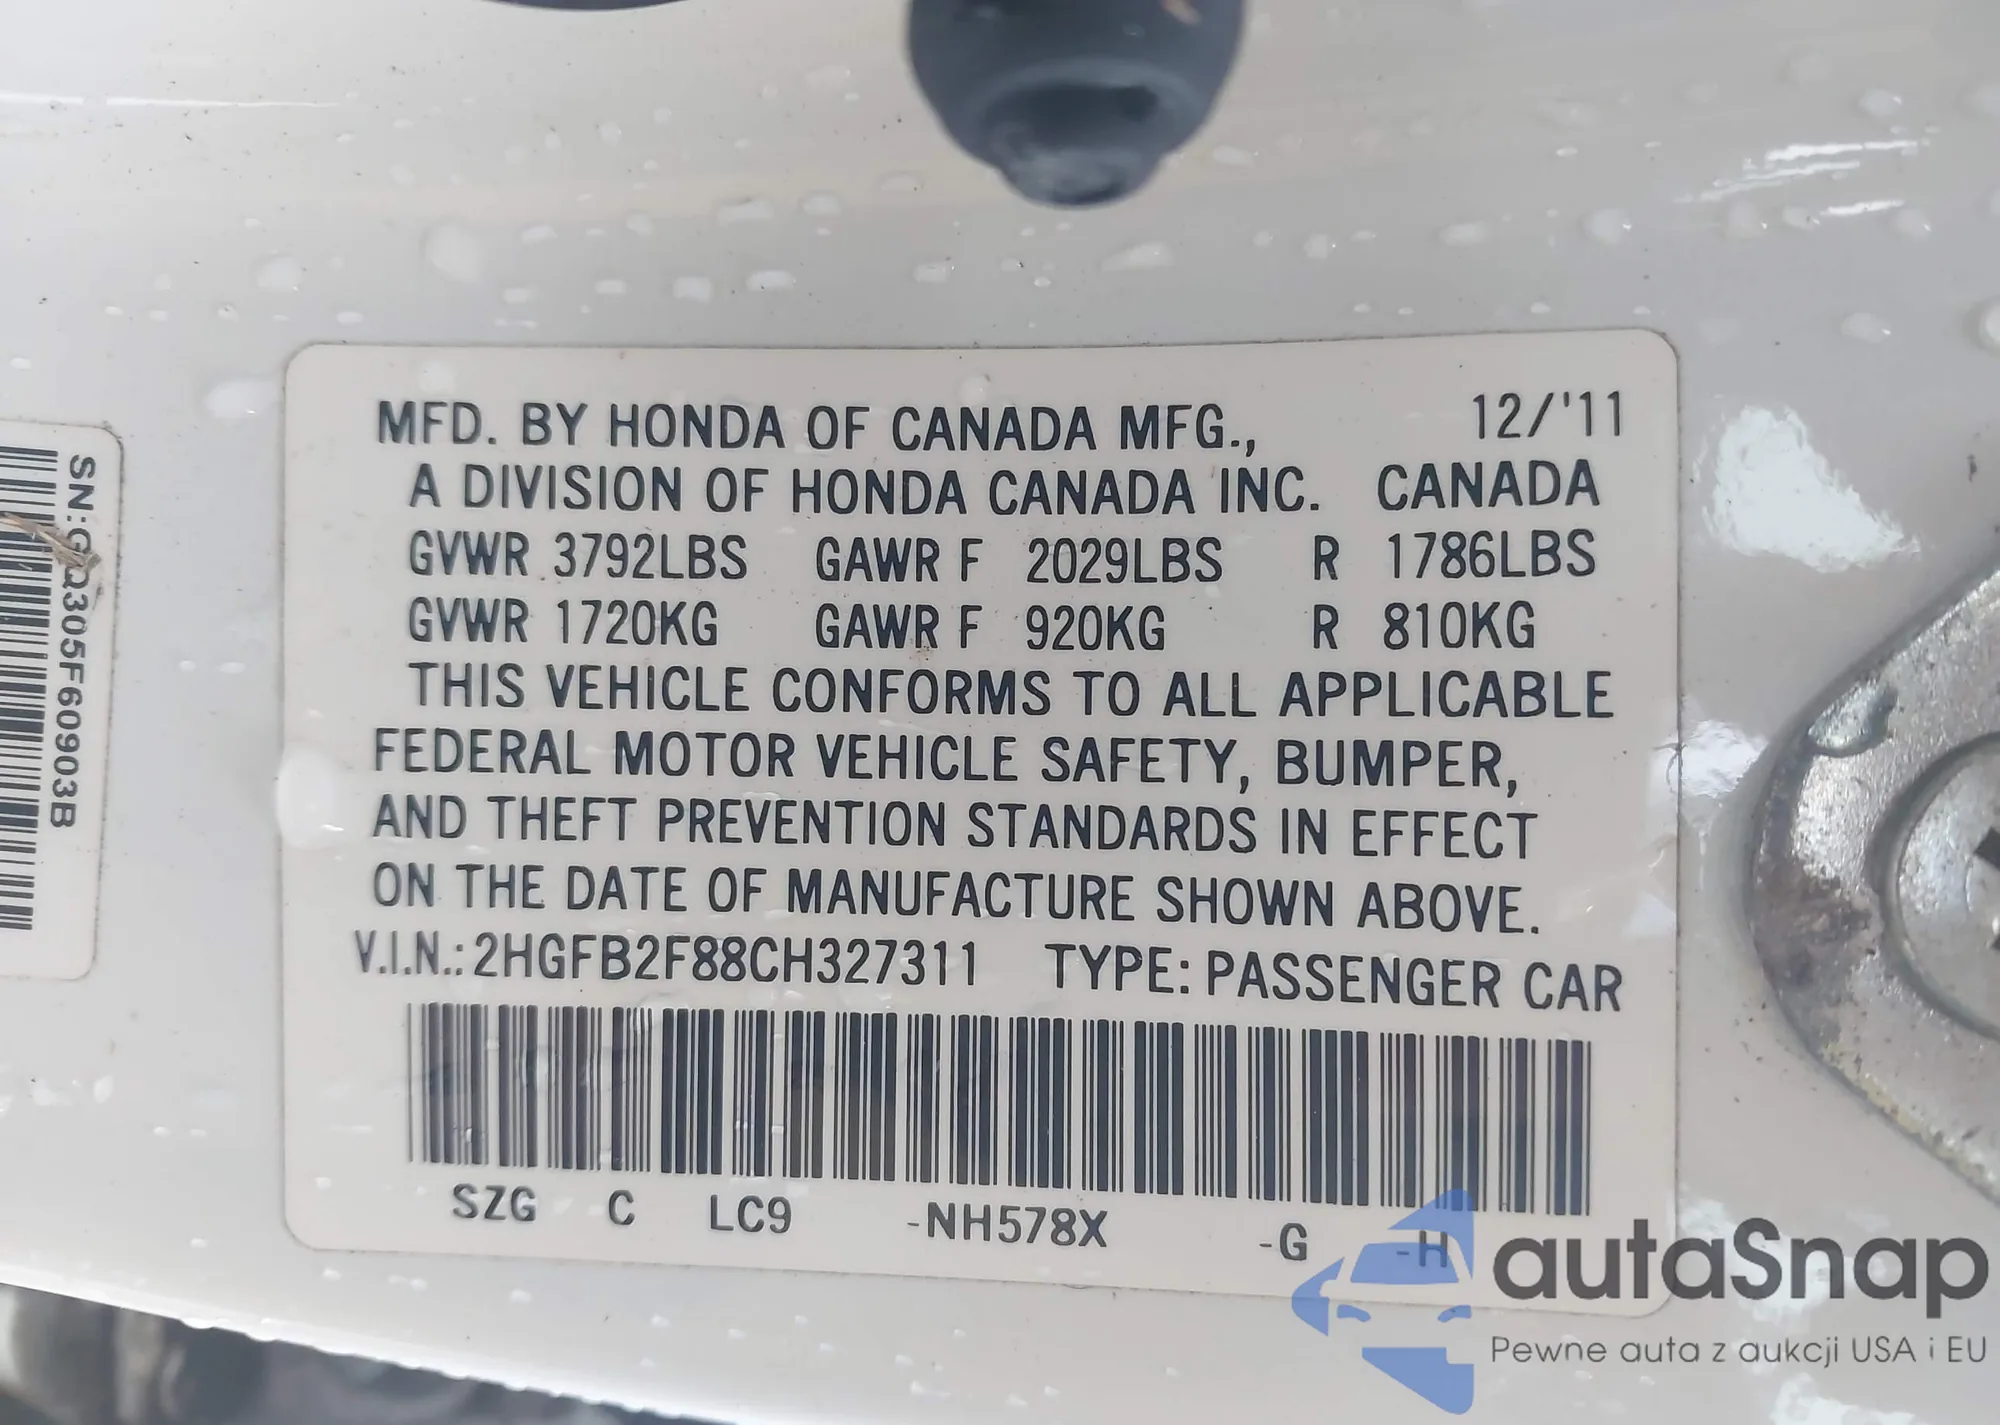 MFD. BY HONDA OF CANADA MFG., 12/'11
A DIVISION OF HONDA CANADA INC. CANADA
GVWR 3792LBS GAWR F 2029LBS R 1786LBS
GVWR 1720KG GAWR F 920KG R 810KG
THIS VEHICLE CONFORMS TO ALL APPLICABLE
FEDERAL MOTOR VEHICLE SAFETY, BUMPER,
AND THEFT PREVENTION STANDARDS IN EFFECT
ON THE DATE OF MANUFACTURE SHOWN ABOVE.
V.I.N.: 2HGFB2F88CH327311 TYPE: PASSENGER CAR
SZG C LC9 -NH578X -G -H
autaSnap
Pewne auta z aukcji USA i EU